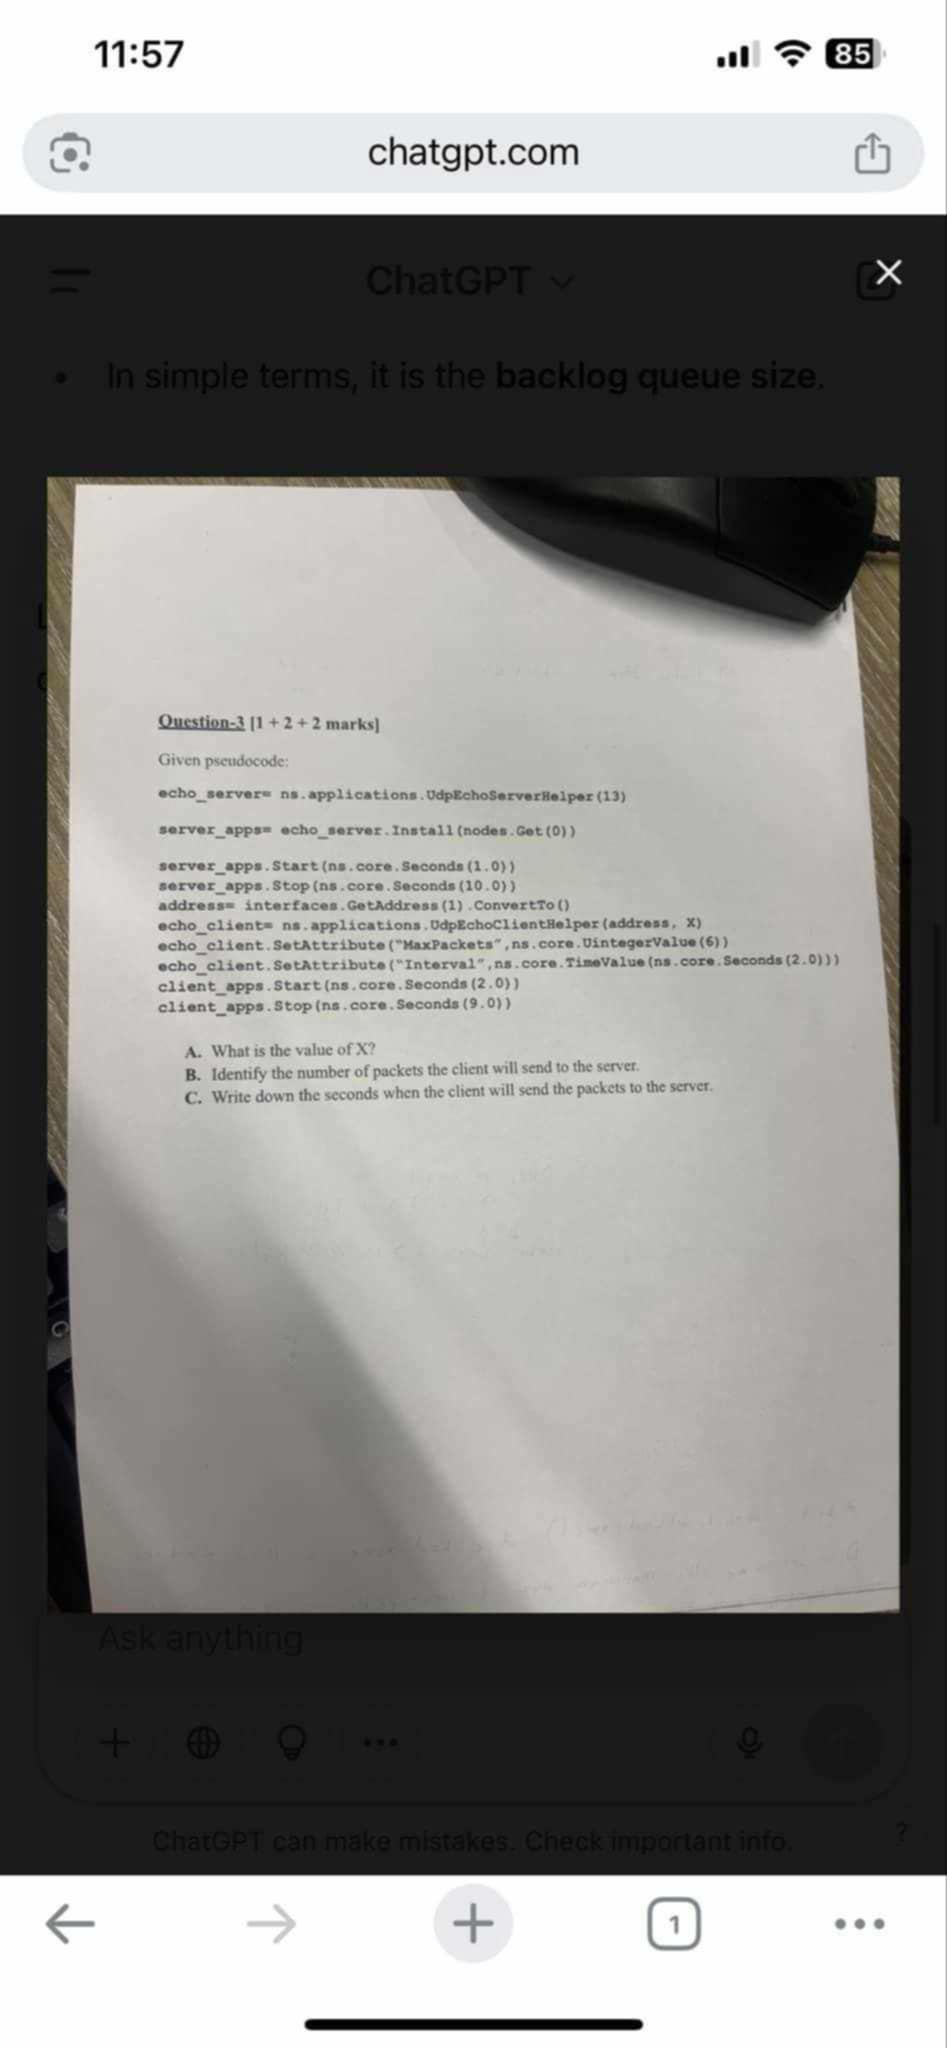 11:57
85
chatgpt.com
ChatGPT
In simple terms, it is the backlog queue size.
Question-3 [1 + 2 + 2 marks]
Given pseudocode:
echo_server= ns.applications.UdpEchoServerHelper(13)
server_apps= echo_server.Install(nodes.Get(0))
server_apps.Start(ns.core.Seconds(1.0))
server_apps.Stop(ns.core.Seconds(10.0))
address= interfaces.GetAddress(1).ConvertTo()
echo_client= ns.applications.UdpEchoClientHelper(address, X)
echo_client.SetAttribute("MaxPackets",ns.core.UintegerValue(6))
echo_client.SetAttribute("Interval",ns.core.TimeValue(ns.core.Seconds(2.0)))
client_apps.Start(ns.core.Seconds(2.0))
client_apps.Stop(ns.core.Seconds(9.0))
A. What is the value of X?
B. Identify the number of packets the client will send to the server.
C. Write down the seconds when the client will send the packets to the server.
Ask anything
ChatGPT can make mistakes. Check important info.
?
1